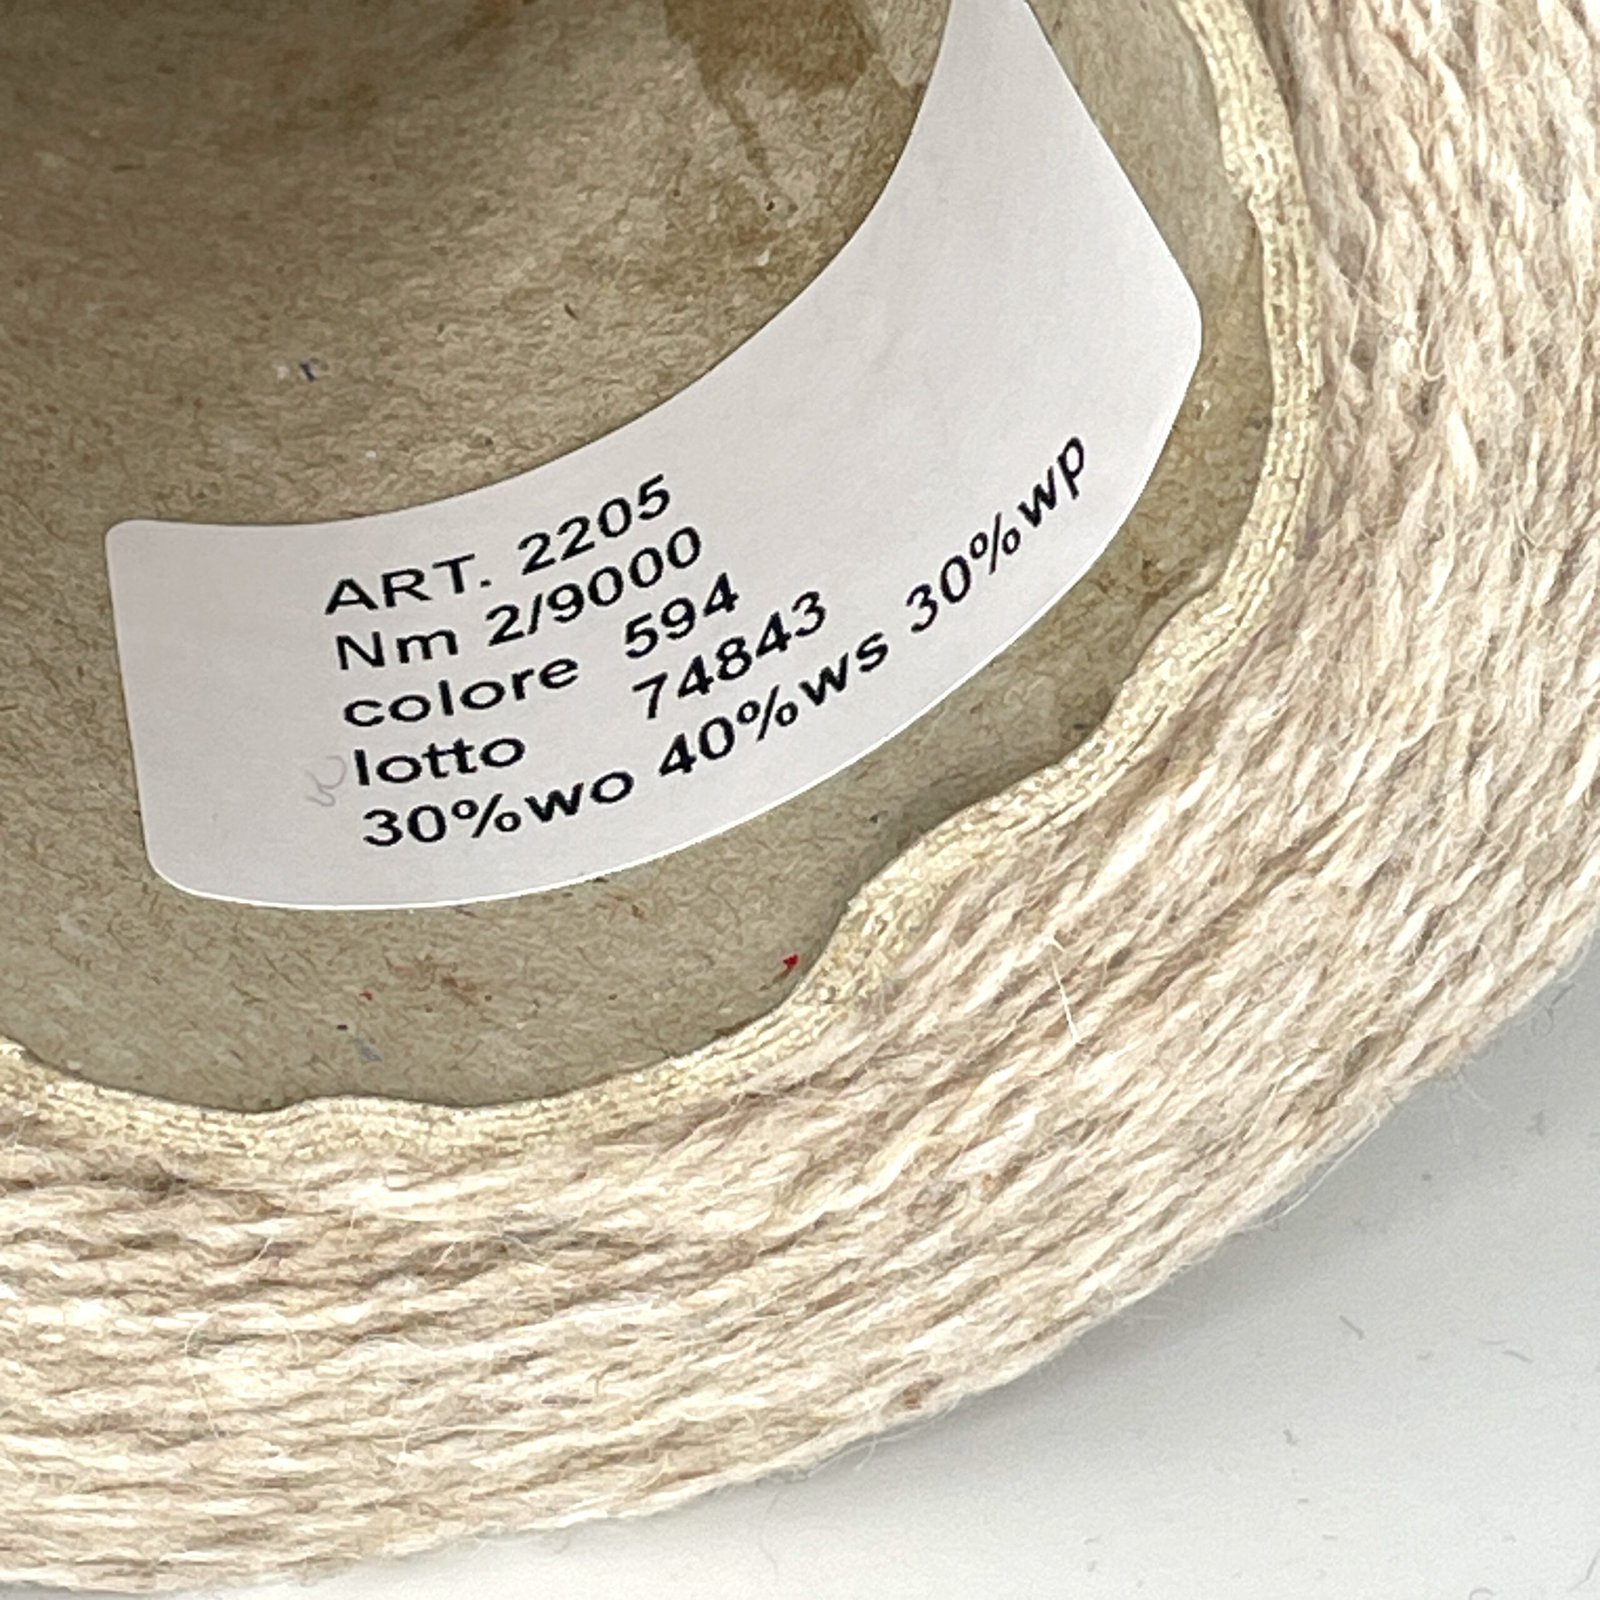 ART. 2205
Nm 2/9000
colore 594
lotto 74843
30%wo 40%ws 30%wp